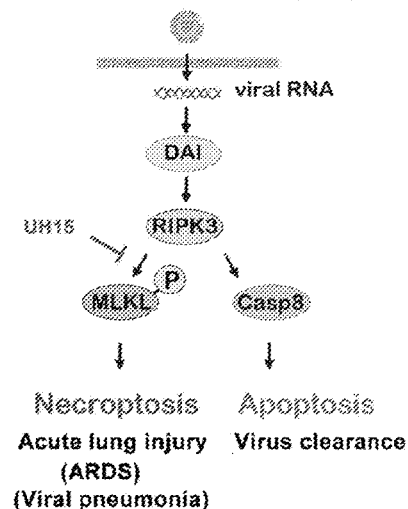 viral RNA
DAI
RIPK3
UH15
P
MLKL
Casp8
Necroptosis
Apoptosis
Acute lung injury
Virus clearance
(ARDS)
(Viral pneumonia)